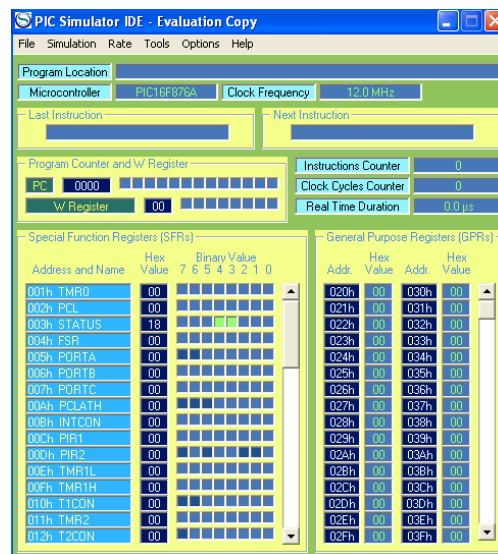 PIC Simulator IDE - Evaluation Copy
File Simulation Rate Tools Options Help
Program Location
Microcontroller PIC16F876A Clock Frequency 12.0 MHz
Last Instruction Next Instruction
Program Counter and W Register
Instructions Counter 0
PC 0000
Clock Cycles Counter 0
W Register 00
Real Time Duration 0.0 µs
Special Function Registers (SFRs) General Purpose Registers (GPRs)
Hex Binary Value Hex Hex
Address and Name Value 7 6 5 4 3 2 1 0 Addr. Value Addr. Value
001h TMR0 00 020h 00 030h 00
002h PCL 00 021h 00 031h 00
003h STATUS 18 022h 00 032h 00
004h FSR 00 023h 00 033h 00
005h PORTA 00 024h 00 034h 00
006h PORTB 00 025h 00 035h 00
007h PORTC 00 026h 00 036h 00
00Ah PCLATH 00 027h 00 037h 00
00Bh INTCON 00 028h 00 038h 00
00Ch PIR1 00 029h 00 039h 00
00Dh PIR2 00 02Ah 00 03Ah 00
00Eh TMR1L 00 02Bh 00 03Bh 00
00Fh TMR1H 00 02Ch 00 03Ch 00
010h T1CON 00 02Dh 00 03Dh 00
011h TMR2 00 02Eh 00 03Eh 00
012h T2CON 00 02Fh 00 03Fh 00